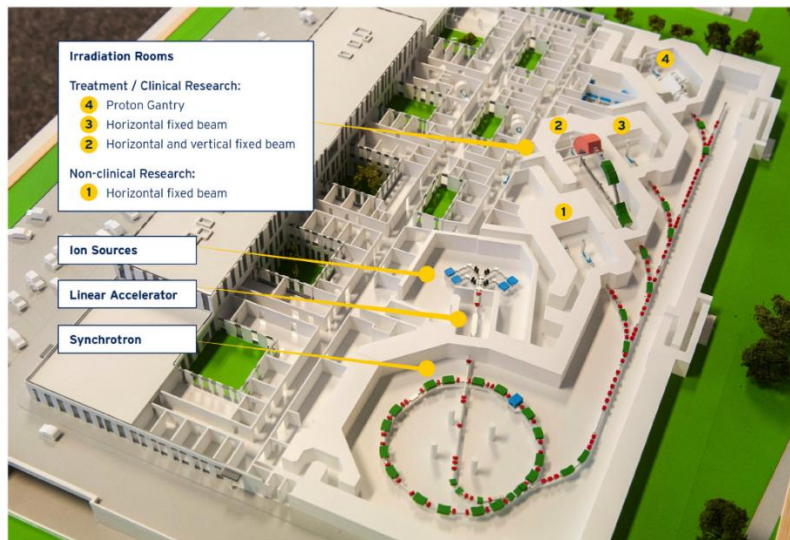 Irradiation Rooms
Treatment / Clinical Research:
4 Proton Gantry
3 Horizontal fixed beam
2 Horizontal and vertical fixed beam
Non-clinical Research:
1 Horizontal fixed beam
Ion Sources
Linear Accelerator
Synchrotron
4
2 3
1